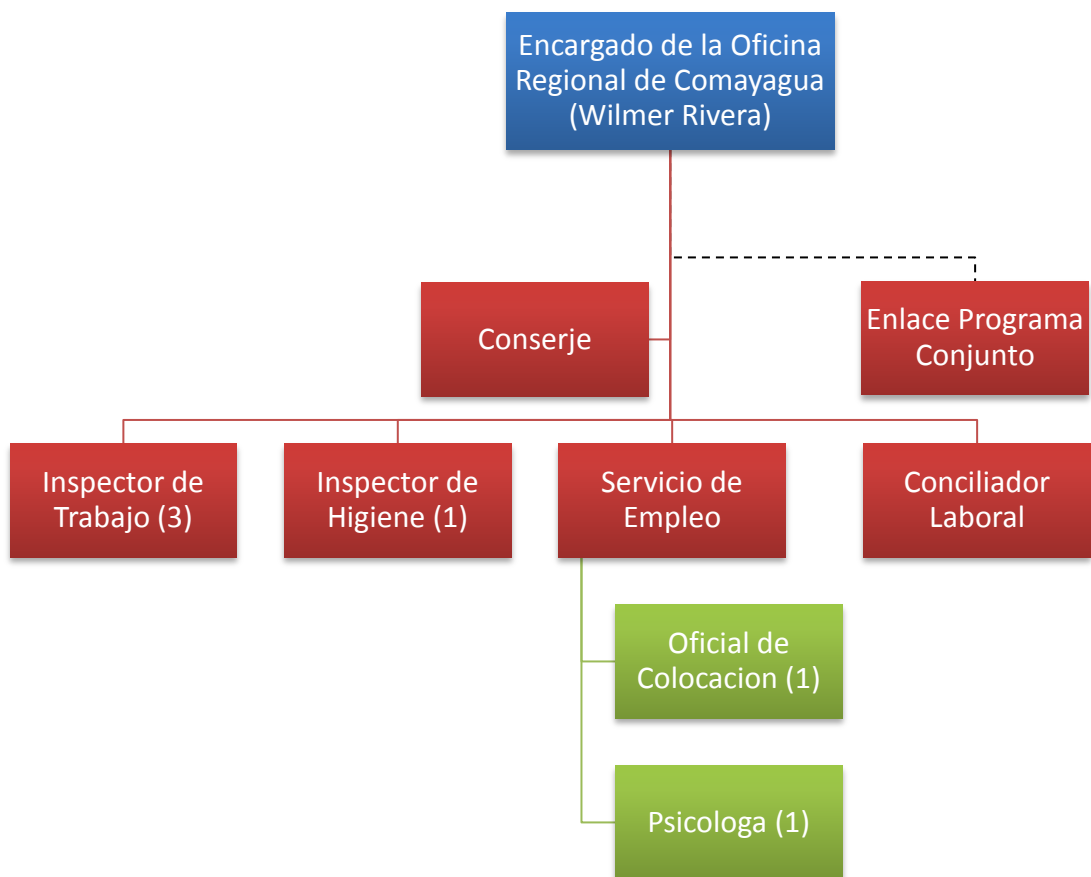 Encargado de la Oficina
Regional de Comayagua
(Wilmer Rivera)
Conserje
Enlace Programa
Conjunto
Inspector de
Trabajo (3)
Inspector de
Higiene (1)
Servicio de
Empleo
Conciliador
Laboral
Oficial de
Colocacion (1)
Psicologa (1)